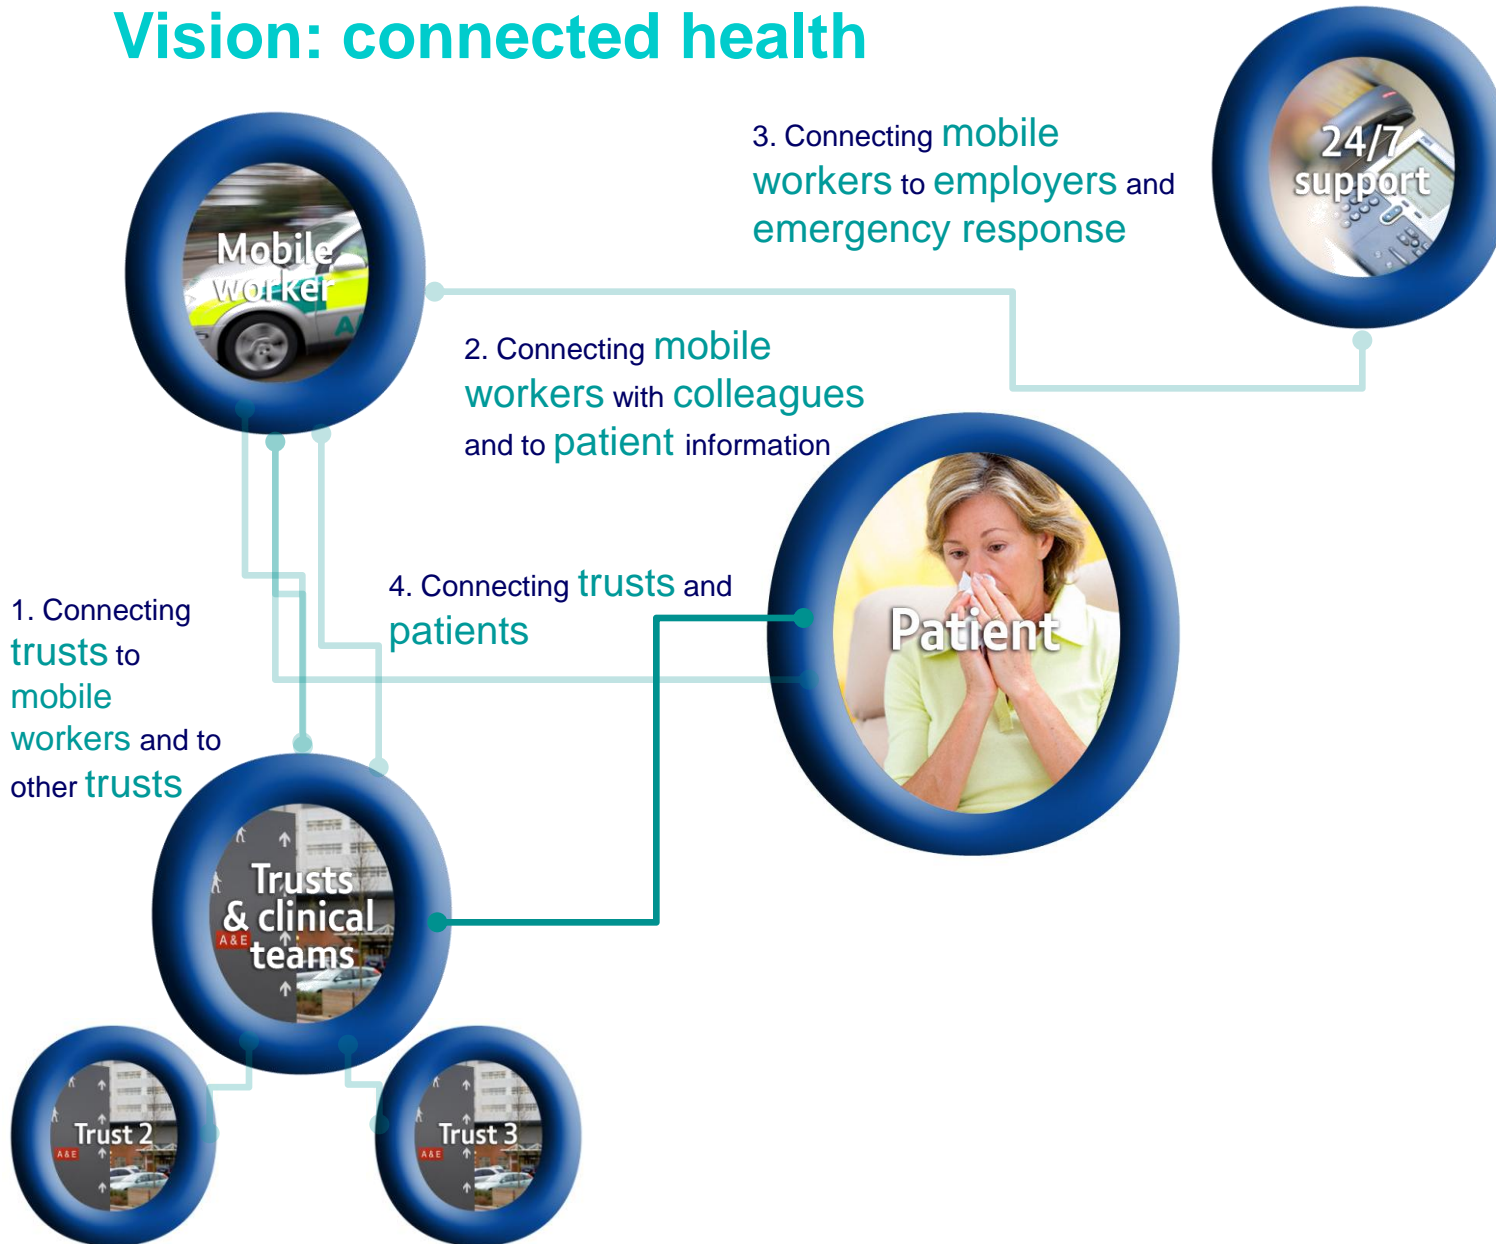 Vision: connected health
3. Connecting mobile
workers to employers and
emergency response
24/7
support
Mobile
worker
2. Connecting mobile
workers with colleagues
and to patient information
4. Connecting trusts and
patients
Patient
1. Connecting
trusts to
mobile
workers and to
other trusts
Trusts
& clinical
teams
A&E
Trust 2
A&E
Trust 3
A&E